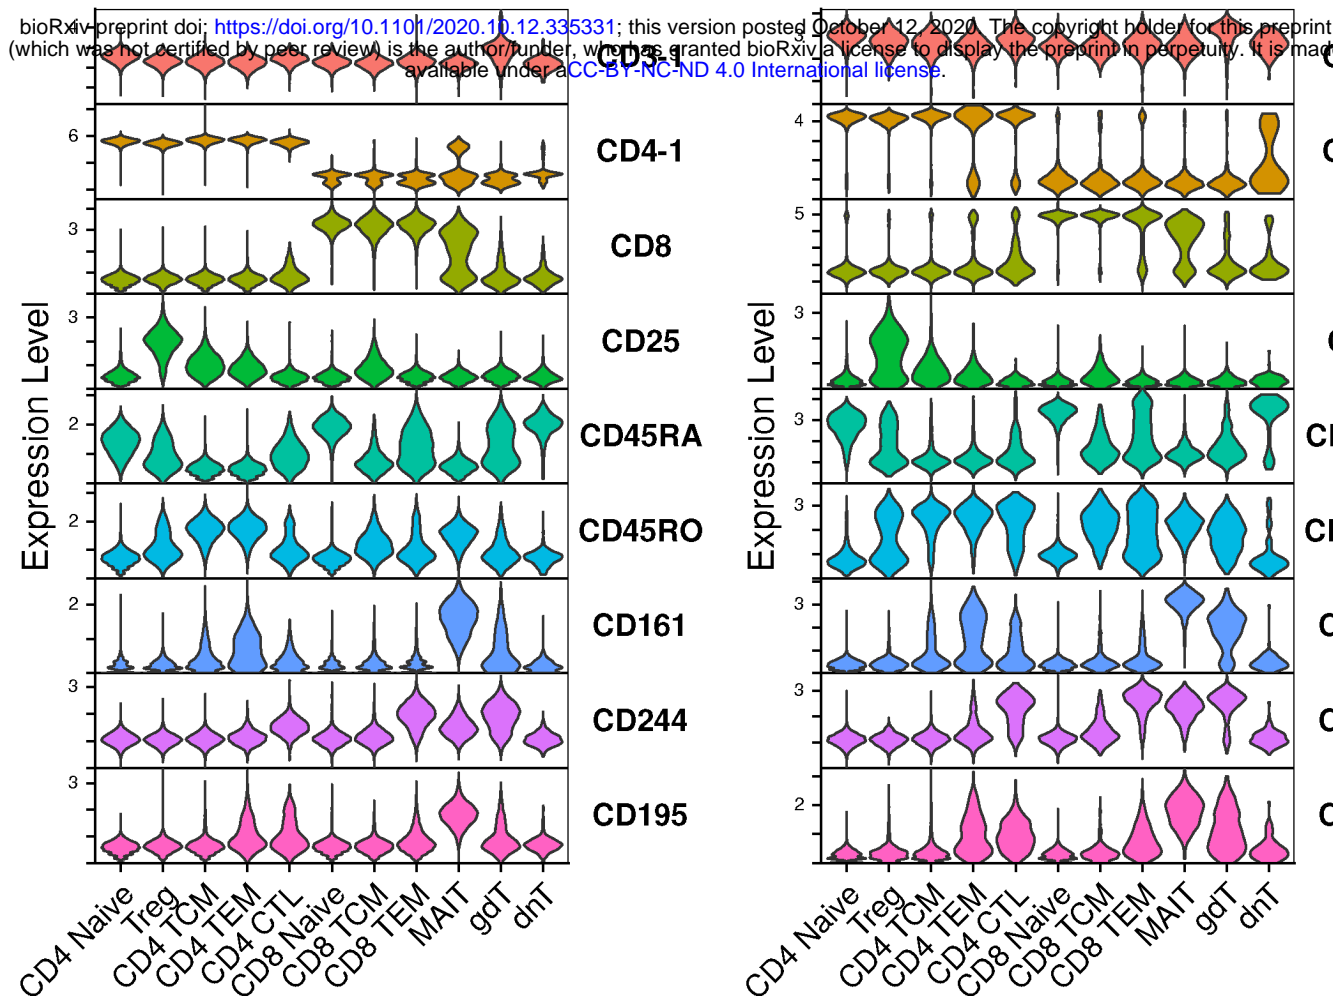 bioRxiv preprint doi: https://doi.org/10.1101/2020.10.12.335331; this version posted October 12, 2020. The copyright holder for this preprint
(which was not certified by peer review) is the author/funder, who has granted bioRxiv a license to display the preprint in perpetuity. It is mad
available under aCC-BY-NC-ND 4.0 International license.
Expression Level
CD3-1
6
CD4-1
3
CD8
3
CD25
2
CD45RA
2
CD45RO
2
CD161
3
CD244
3
CD195
CD4 Naive
Treg
CD4 TCM
CD4 TEM
CD4 CTL
CD8 Naive
CD8 TCM
CD8 TEM
MAIT
gdT
dnT
Expression Level
4
5
3
3
3
3
3
2
CD4 Naive
Treg
CD4 TCM
CD4 TEM
CD4 CTL
CD8 Naive
CD8 TCM
CD8 TEM
MAIT
gdT
dnT